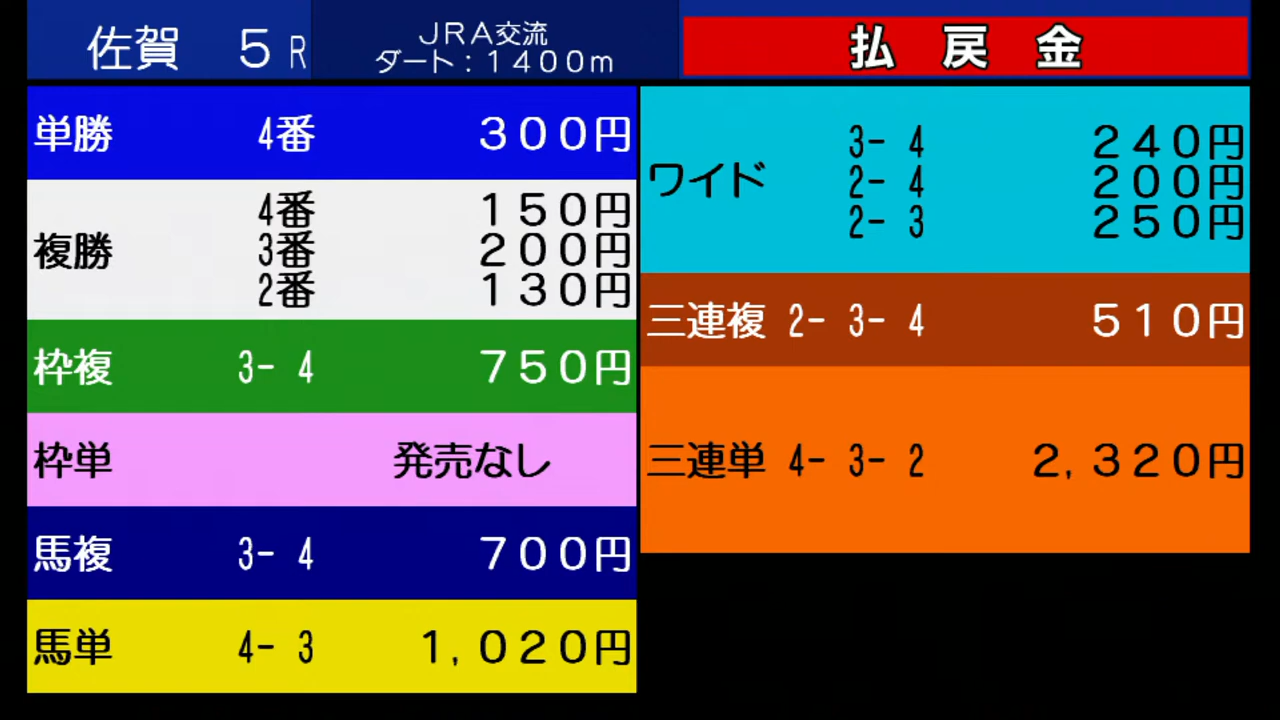 佐賀 ５Ｒ
ＪＲＡ交流
ダート：１４００ｍ
払戻金
単勝 4番 ３００円
複勝
4番 １５０円
3番 ２００円
2番 １３０円
枠複 3- 4 ７５０円
枠単 発売なし
馬複 3- 4 ７００円
馬単 4- 3 １，０２０円
ワイド
3- 4 ２４０円
2- 4 ２００円
2- 3 ２５０円
三連複 2- 3- 4 ５１０円
三連単 4- 3- 2 ２，３２０円